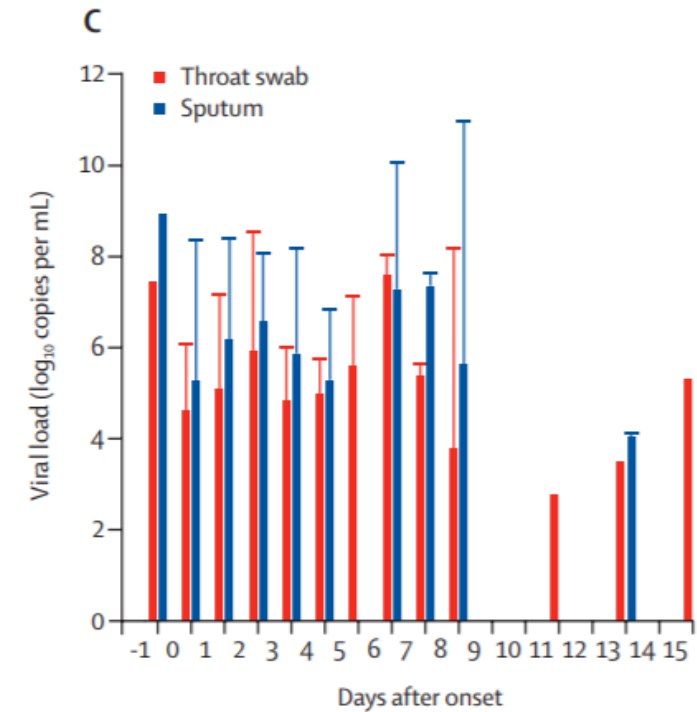 C
Throat swab
Sputum
12
10
8
6
4
2
0
Viral load (log₁₀ copies per mL)
-1 0 1 2 3 4 5 6 7 8 9 10 11 12 13 14 15
Days after onset